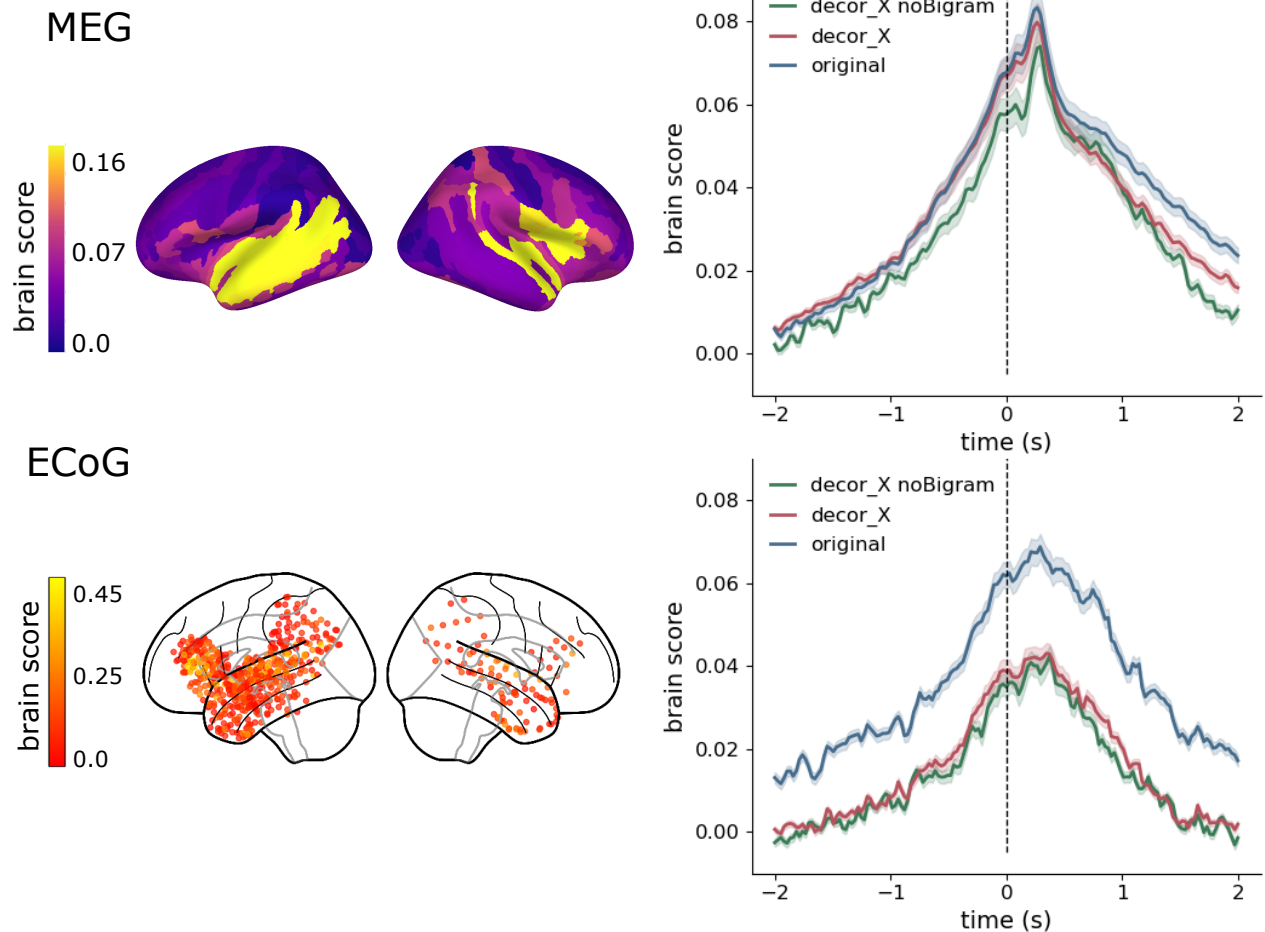 MEG
brain score
0.16
0.07
0.0
decor_X noBigram
decor_X
original
brain score
0.08
0.06
0.04
0.02
0.00
−2 −1 0 1 2
time (s)
ECoG
brain score
0.45
0.25
0.0
decor_X noBigram
decor_X
original
brain score
0.08
0.06
0.04
0.02
0.00
−2 −1 0 1 2
time (s)